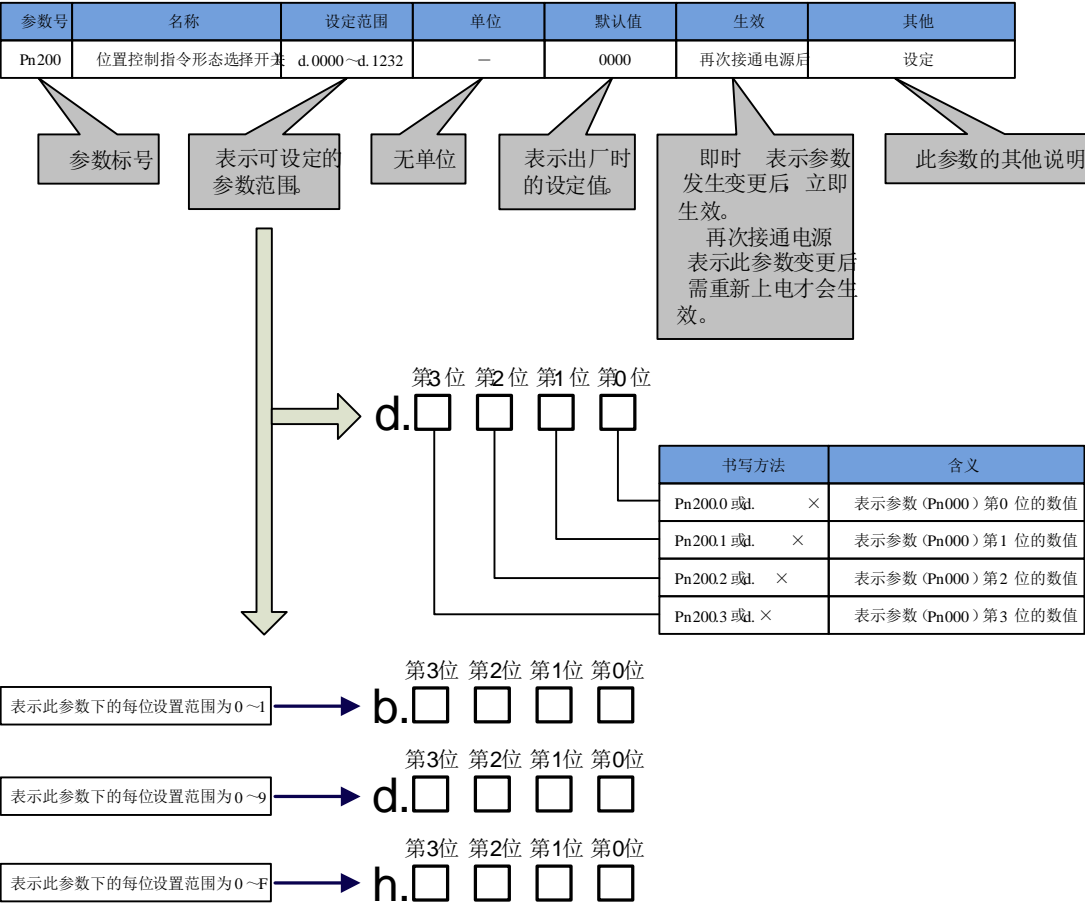 参数号 名称 设定范围 单位 默认值 生效 其他
Pn200 位置控制指令形态选择开关 d.0000～d.1232 — 0000 再次接通电源后 设定
参数标号
表示可设定的
参数范围。
无单位
表示出厂时
的设定值。
即时 表示参数
发生变更后，立即
生效。
再次接通电源
表示此参数变更后
需重新上电才会生
效。
此参数的其他说明
第3位 第2位 第1位 第0位
d.
书写方法 含义
Pn200.0 或d. × 表示参数（Pn000）第0 位的数值
Pn200.1 或d. × 表示参数（Pn000）第1 位的数值
Pn200.2 或d. × 表示参数（Pn000）第2 位的数值
Pn200.3 或d. × 表示参数（Pn000）第3 位的数值
第3位 第2位 第1位 第0位
表示此参数下的每位设置范围为0～1 b.
第3位 第2位 第1位 第0位
表示此参数下的每位设置范围为0～9 d.
第3位 第2位 第1位 第0位
表示此参数下的每位设置范围为0～F h.